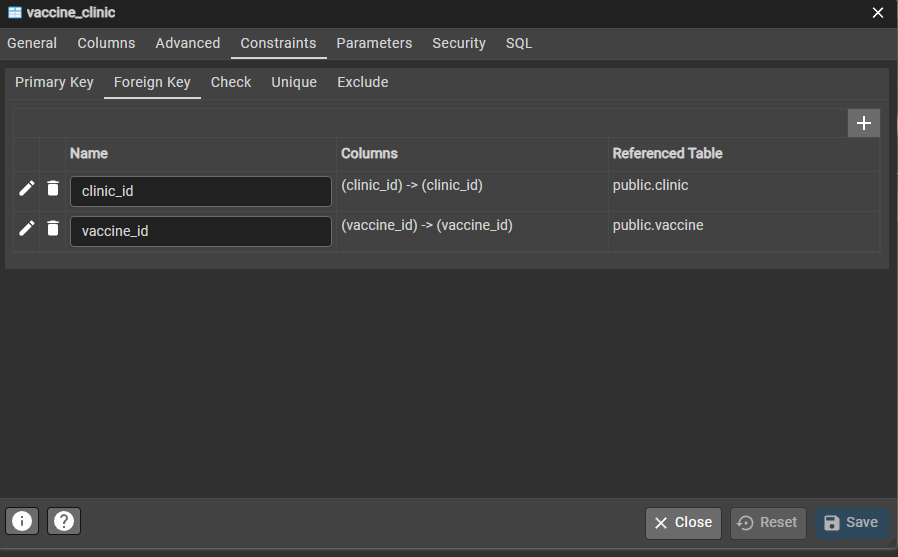 vaccine_clinic
General Columns Advanced Constraints Parameters Security SQL
Primary Key Foreign Key Check Unique Exclude
Name Columns Referenced Table
clinic_id (clinic_id) -> (clinic_id) public.clinic
vaccine_id (vaccine_id) -> (vaccine_id) public.vaccine
Close Reset Save